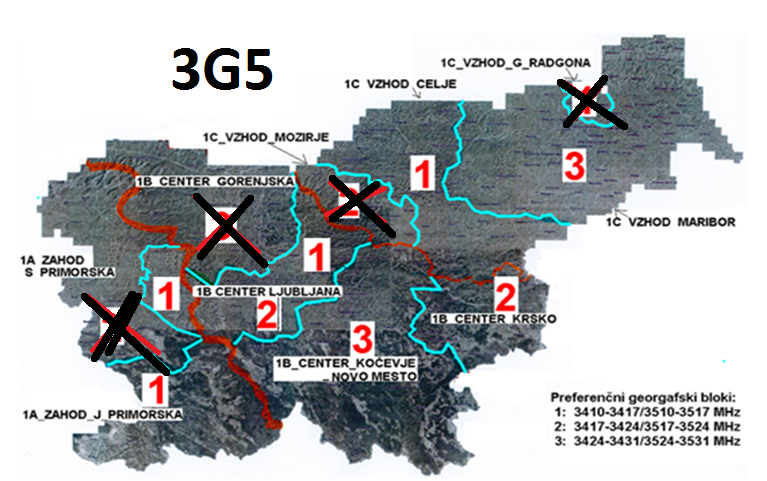 3G5
1C_VZHOD_G_RADGONA
1C VZHOD CELJE
1C_VZHOD_MOZIRJE
1
3
1B CENTER GORENJSKA
1C VZHOD MARIBOR
1
1A ZAHOD
S PRIMORSKA
1
1B CENTER LJUBLJANA
2
2
1B CENTER KRŠKO
3
1B_CENTER_KOČEVJE
_NOVO MESTO
1
1A_ZAHOD_J_PRIMORSKA
Preferenčni georgafski bloki:
1: 3410-3417/3510-3517 MHz
2: 3417-3424/3517-3524 MHz
3: 3424-3431/3524-3531 MHz